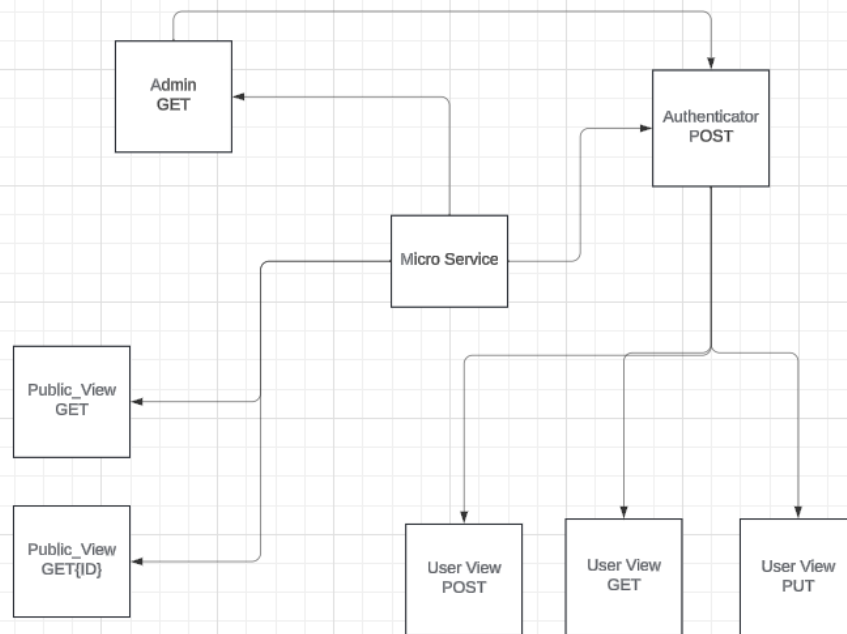 Admin
GET
Authenticator
POST
Micro Service
Public_View
GET
Public_View
GET{ID}
User View
POST
User View
GET
User View
PUT